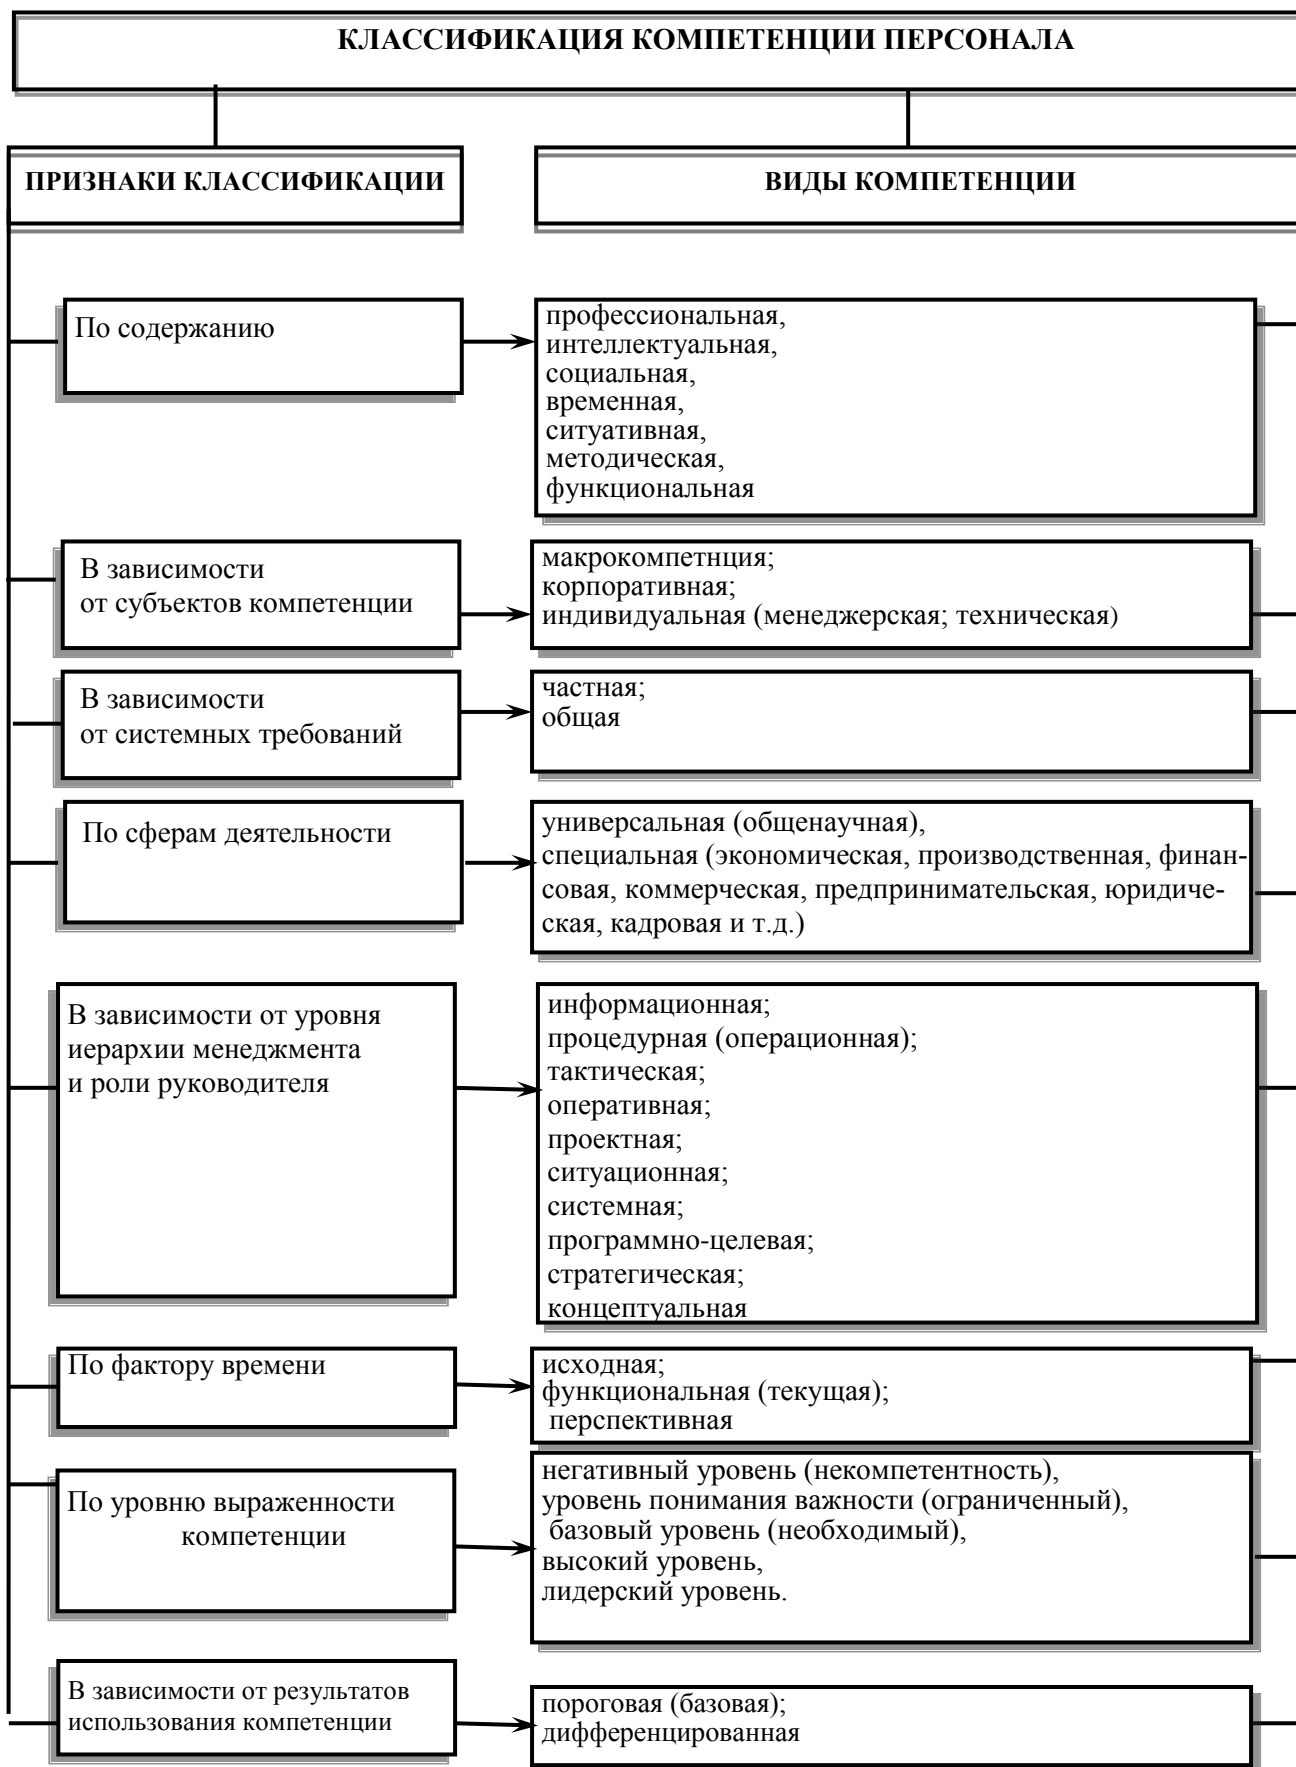 КЛАССИФИКАЦИЯ КОМПЕТЕНЦИИ ПЕРСОНАЛА
ПРИЗНАКИ КЛАССИФИКАЦИИ
ВИДЫ КОМПЕТЕНЦИИ
По содержанию
профессиональная,
интеллектуальная,
социальная,
временная,
ситуативная,
методическая,
функциональная
В зависимости
от субъектов компетенции
макрокомпетнция;
корпоративная;
индивидуальная (менеджерская; техническая)
В зависимости
от системных требований
частная;
общая
По сферам деятельности
универсальная (общенаучная),
специальная (экономическая, производственная, финан-
совая, коммерческая, предпринимательская, юридиче-
ская, кадровая и т.д.)
В зависимости от уровня
иерархии менеджмента
и роли руководителя
информационная;
процедурная (операционная);
тактическая;
оперативная;
проектная;
ситуационная;
системная;
программно-целевая;
стратегическая;
концептуальная
По фактору времени
исходная;
функциональная (текущая);
перспективная
По уровню выраженности
компетенции
негативный уровень (некомпетентность),
уровень понимания важности (ограниченный),
базовый уровень (необходимый),
высокий уровень,
лидерский уровень.
В зависимости от результатов
использования компетенции
пороговая (базовая);
дифференцированная